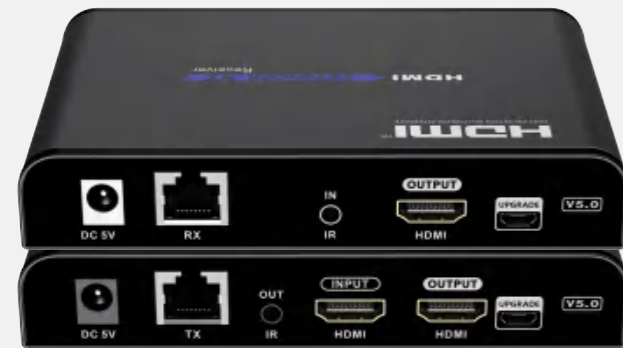 Receiver
HDMI
HDMI
IN
OUTPUT
UPGRADE
V5.0
DC 5V
RX
IR
HDMI
OUT
INPUT
OUTPUT
UPGRADE
V5.0
DC 5V
TX
IR
HDMI
HDMI